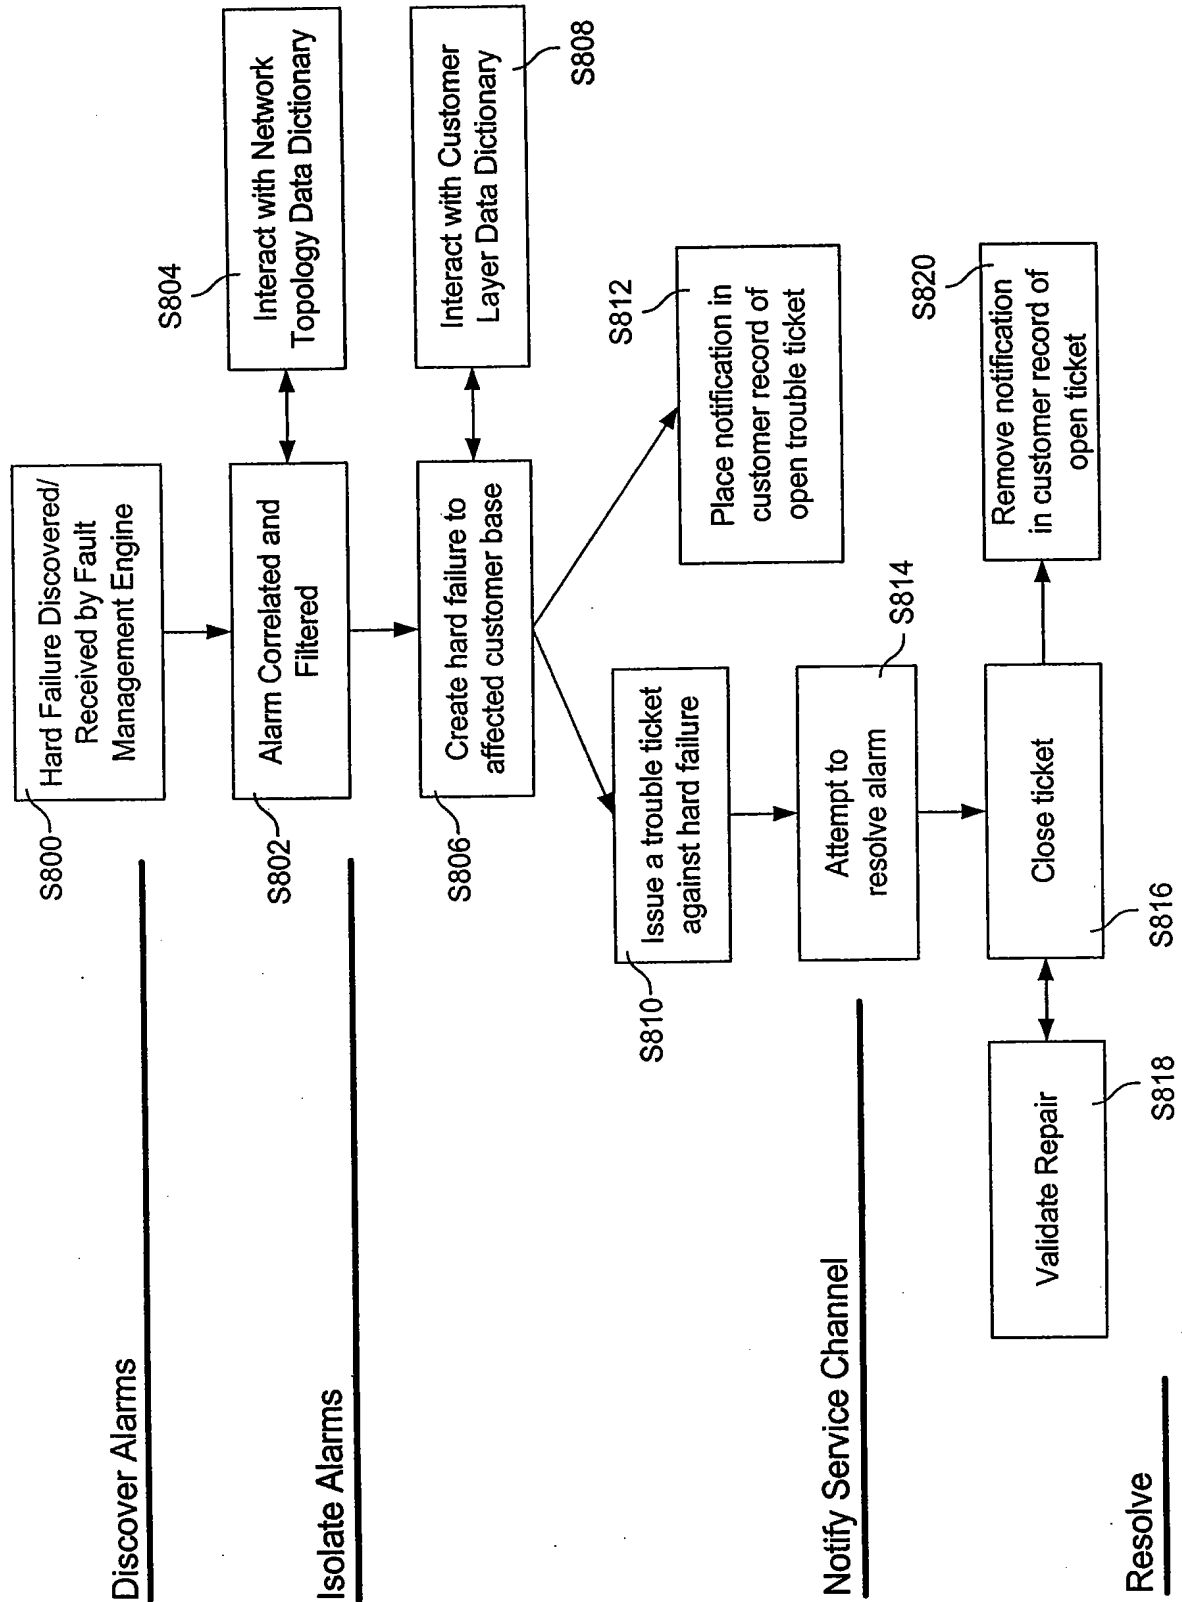 Discover Alarms
S800
Hard Failure Discovered/
Received by Fault
Management Engine
Isolate Alarms
S802
Alarm Correlated and
Filtered
S804
Interact with Network
Topology Data Dictionary
S806
Create hard failure to
affected customer base
Interact with Customer
Layer Data Dictionary
S808
Notify Service Channel
S810
Issue a trouble ticket
against hard failure
S812
Place notification in
customer record of
open trouble ticket
Attempt to
resolve alarm
S814
Resolve
Validate Repair
S818
Close ticket
S816
S820
Remove notification
in customer record of
open ticket